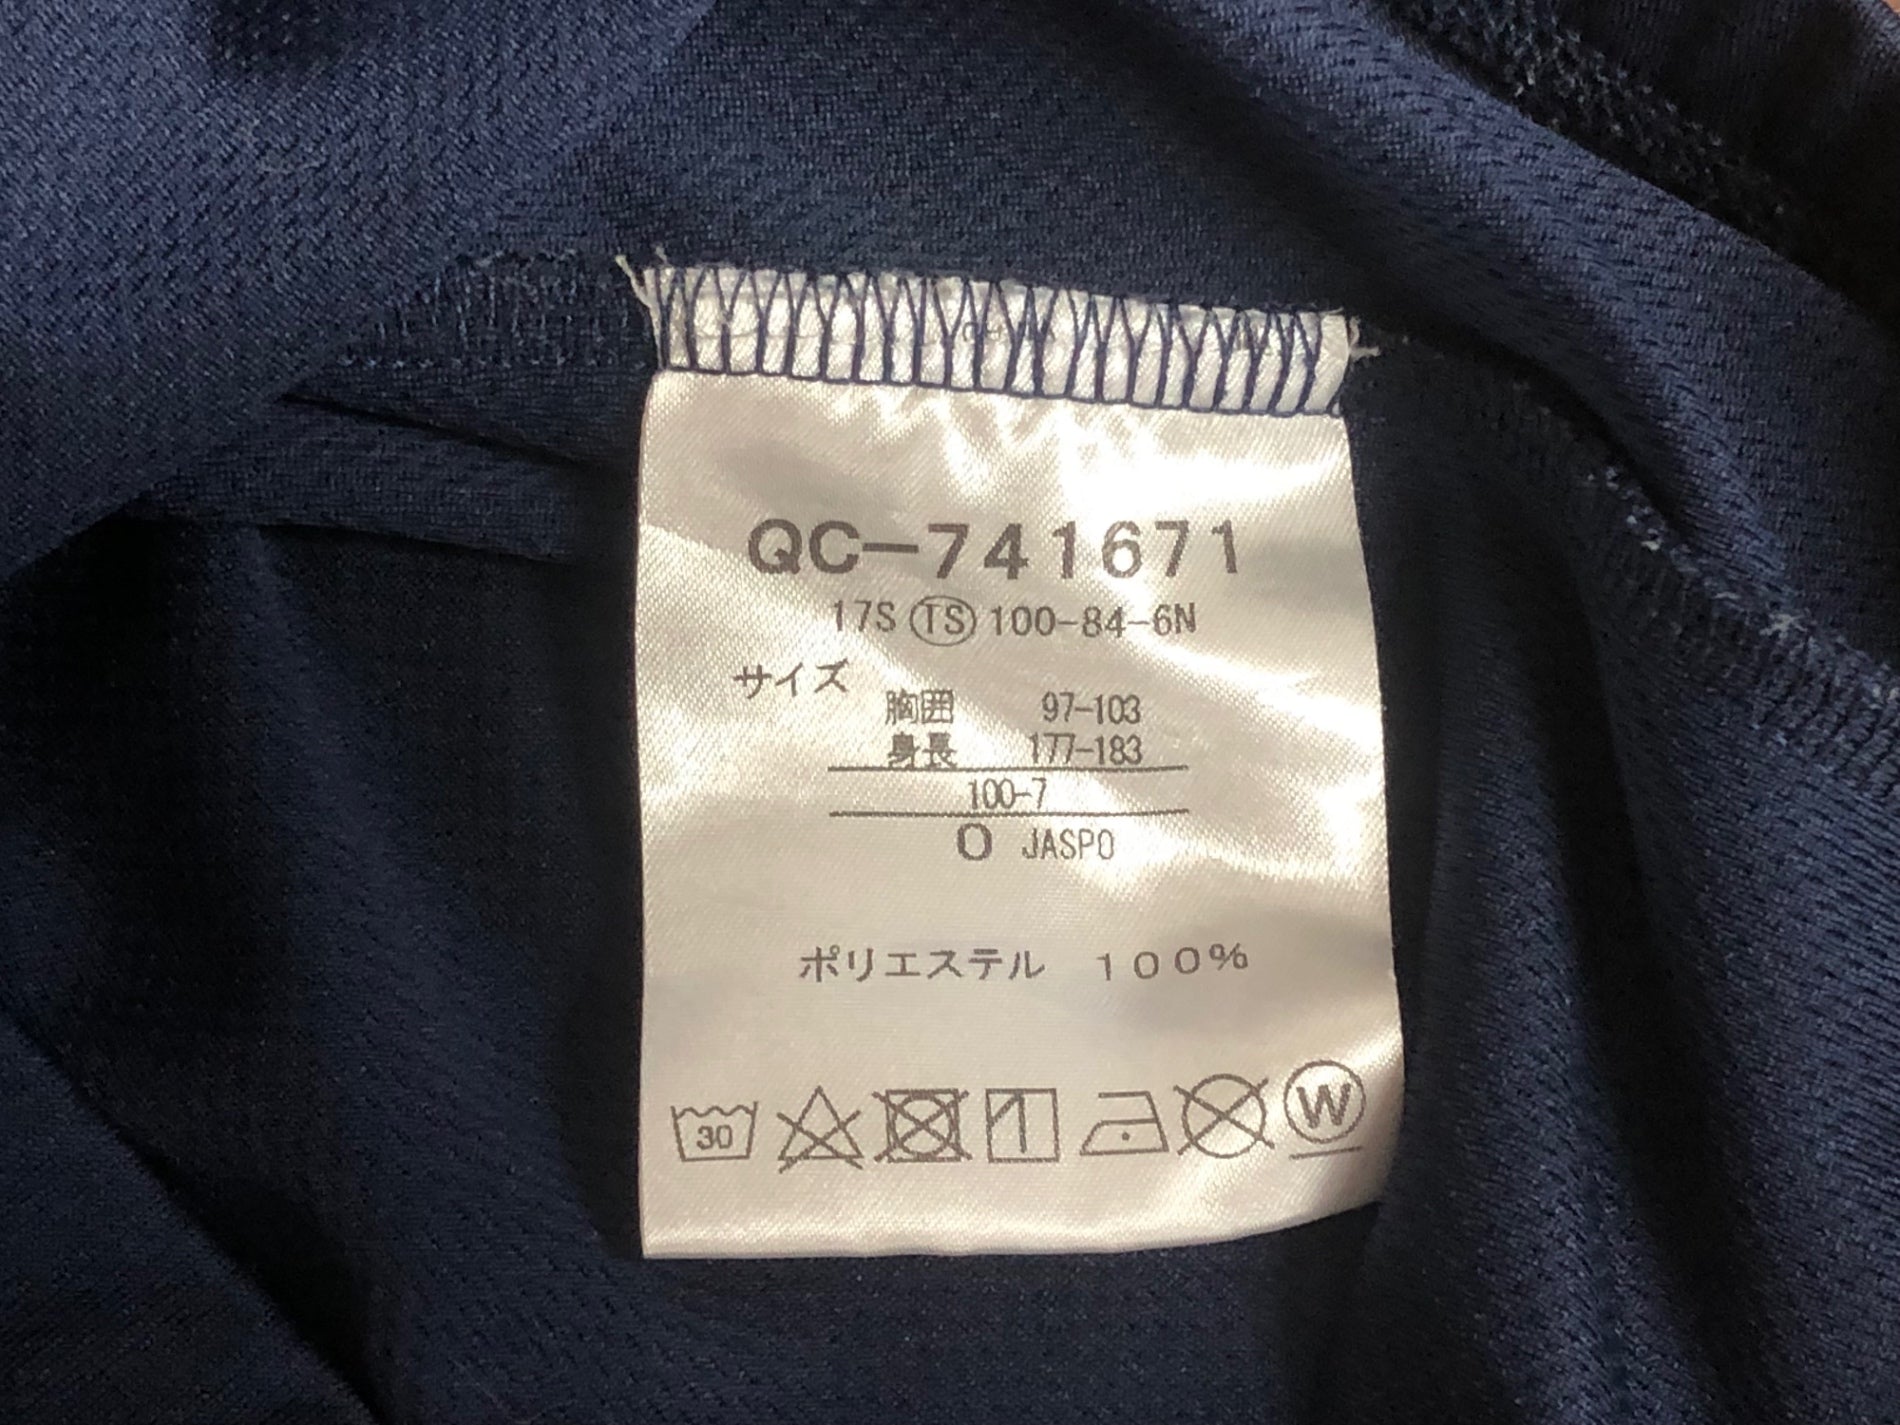 QC-741671
17S TS 100-84-6N
サイズ
胸囲 97-103
身長 177-183
100-7
O JASPO
ポリエステル 100%
30
W